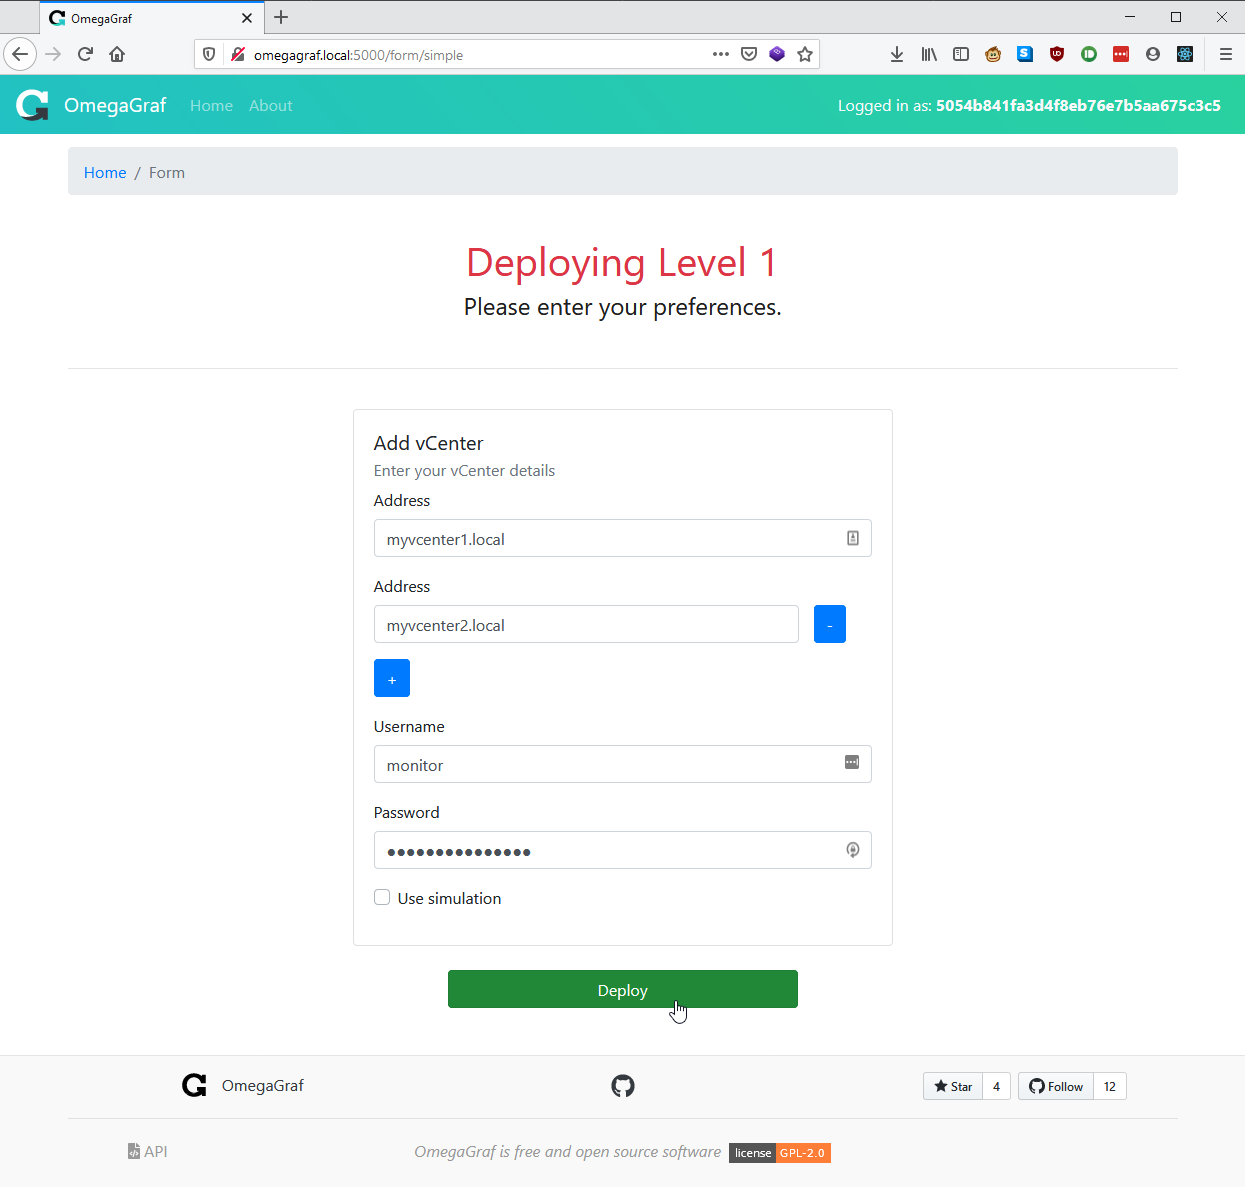 OmegaGraf
omegagraf.local:5000/form/simple
OmegaGraf Home About Logged in as: 5054b841fa3d4f8eb76e7b5aa675c3c5
Home / Form
Deploying Level 1
Please enter your preferences.
Add vCenter
Enter your vCenter details
Address
myvcenter1.local
Address
myvcenter2.local -
+
Username
monitor
Password
●●●●●●●●●●●●●●●
Use simulation
Deploy
OmegaGraf Star 4 Follow 12
API OmegaGraf is free and open source software license GPL-2.0